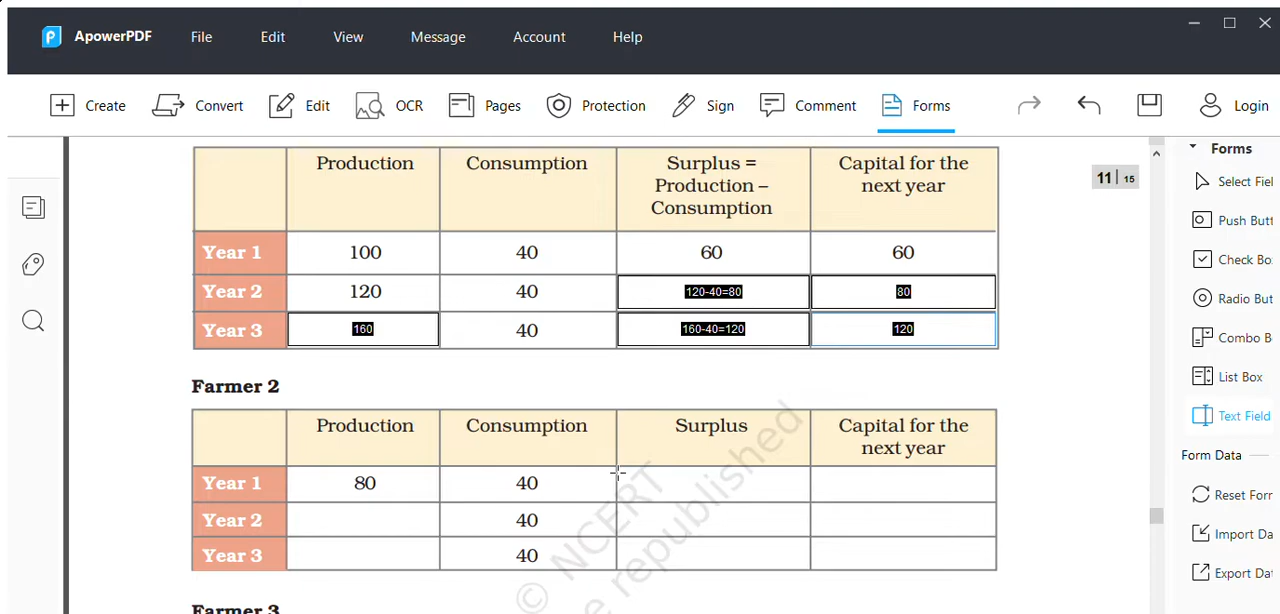 ApowerPDF File Edit View Message Account Help
Create Convert Edit OCR Pages Protection Sign Comment Forms Login
11 | 15
Production Consumption Surplus = Capital for the
Production – next year
Consumption
Year 1 100 40 60 60
Year 2 120 40 120-40=80 80
Year 3 160 40 160-40=120 120
Farmer 2
Production Consumption Surplus Capital for the
next year
Year 1 80 40
Year 2 40
Year 3 40
© NCERT
e republished
Farmer 3
Forms
Select Fiel
Push Butt
Check Bo
Radio But
Combo B
List Box
Text Field
Form Data
Reset Forr
Import Da
Export Dat